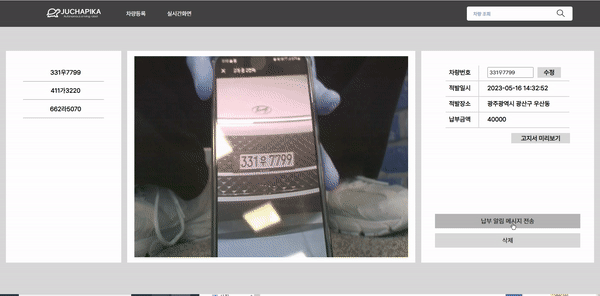 JUCHAPIKA
차량등록
실시간화면
차량 조회
331우7799
411가3220
662라5070
331우 7799
차량번호
331우7799
수정
적발일시
2023-05-16 14:32:52
적발장소
광주광역시 광산구 우산동
납부금액
40000
고지서 미리보기
납부 알림 메시지 전송
삭제